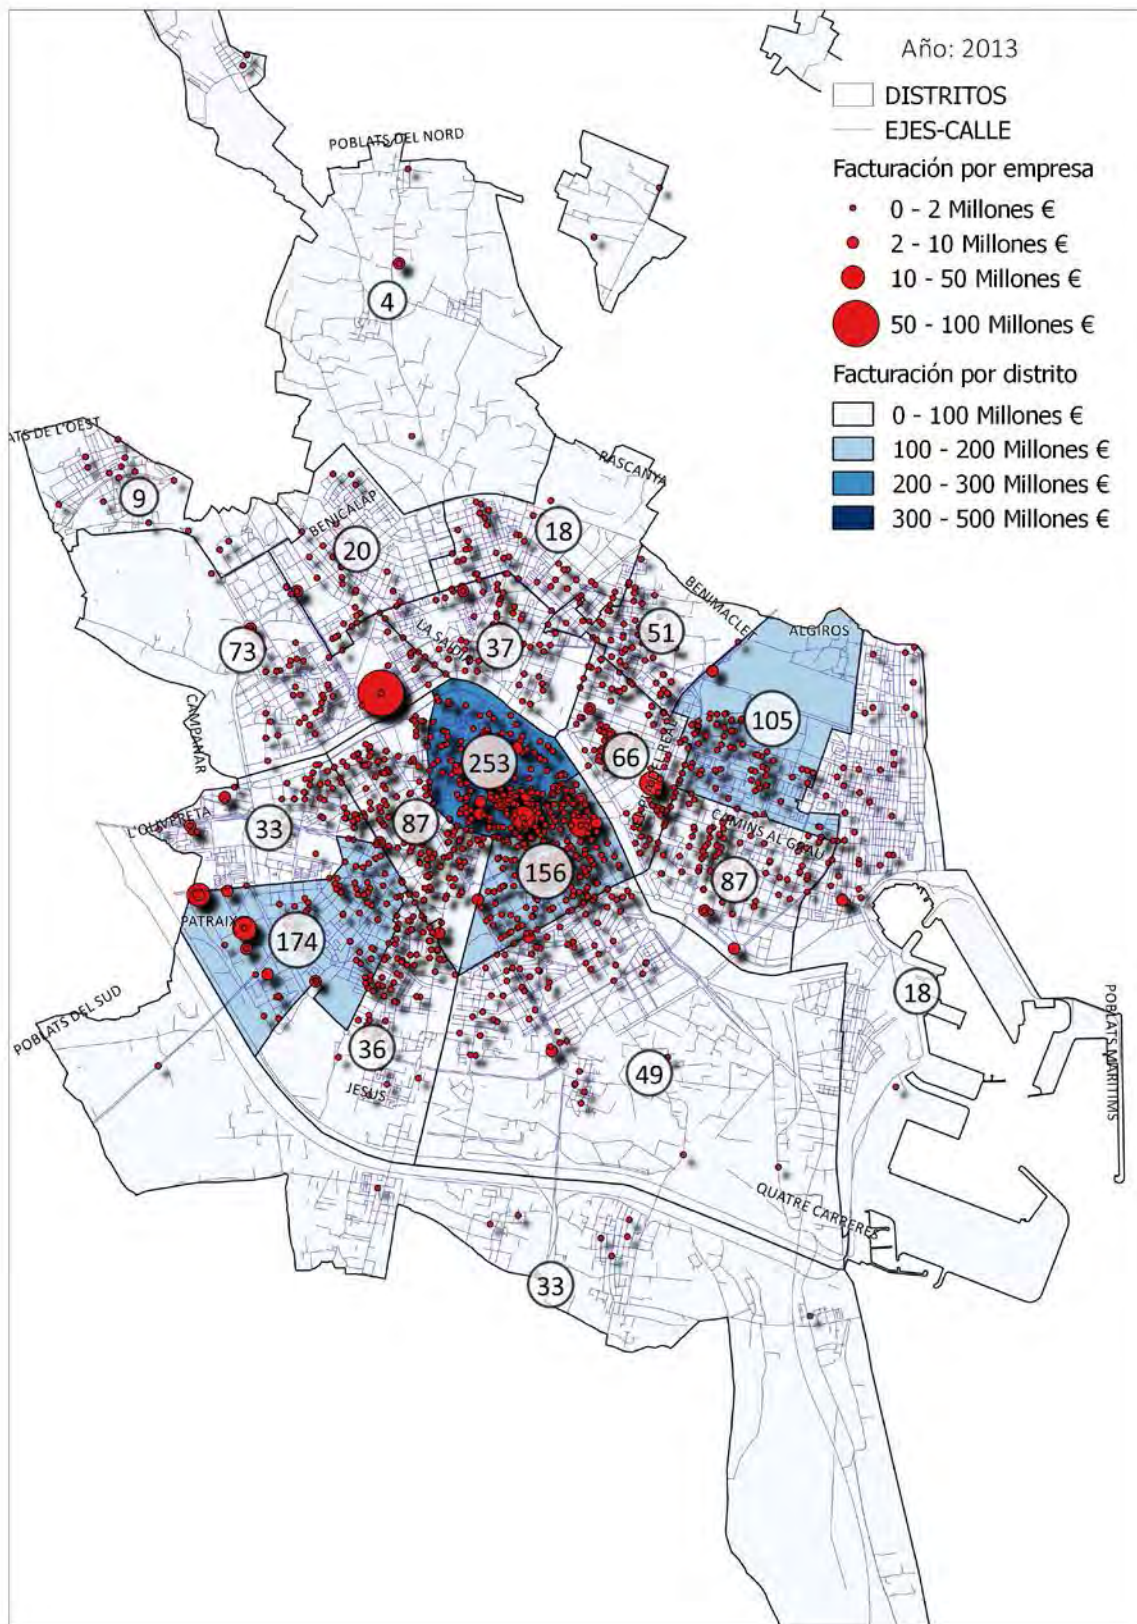 Año: 2013
DISTRITOS
EJES-CALLE
Facturación por empresa
0 - 2 Millones €
2 - 10 Millones €
10 - 50 Millones €
50 - 100 Millones €
Facturación por distrito
0 - 100 Millones €
100 - 200 Millones €
200 - 300 Millones €
300 - 500 Millones €
POBLATS DEL NORD
4
ATS DE L'OEST
RASCANYA
9
BENICALAP
18
20
BENIMACLET
51
ALGIROS
LA SAIDIA
37
73
CAMPANAR
105
253
66
L'OLIVERETA
33
87
CAMINS AL GRAU
156
87
PATRAIX
174
POBLATS DEL SUD
18
POBLATS MARITIMS
36
49
JESUS
QUATRE CARRERES
33